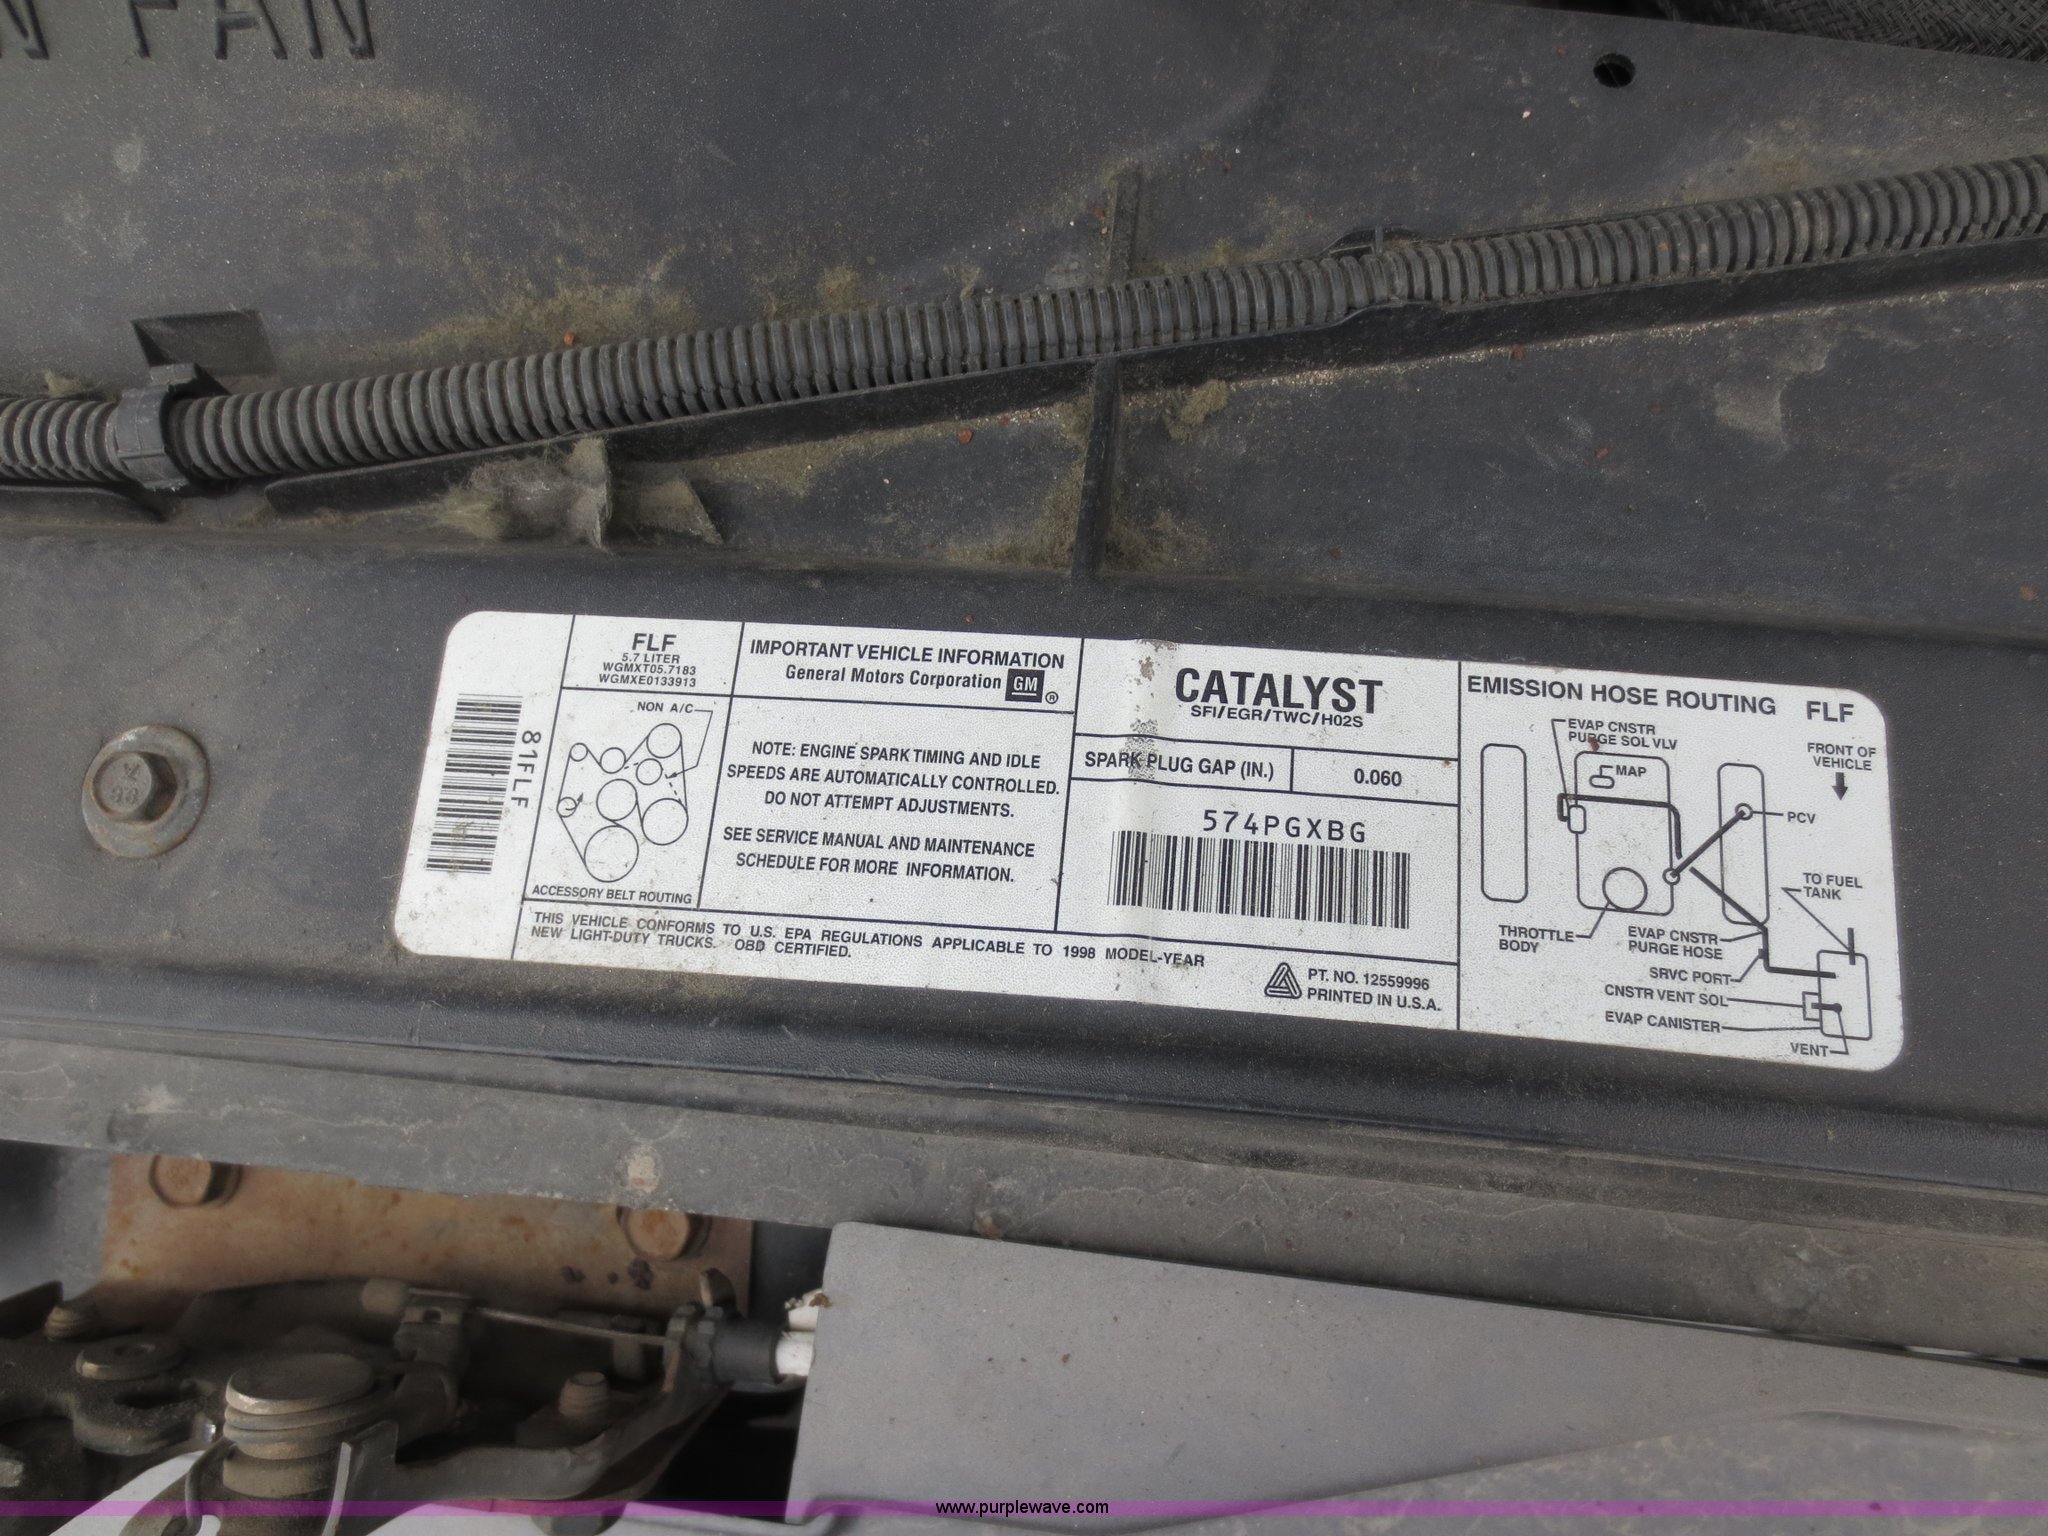 N FAN
81FLF
FLF
5.7 LITER
WGMXT05.7183
WGMXE0133913
NON A/C
ACCESSORY BELT ROUTING
IMPORTANT VEHICLE INFORMATION
General Motors Corporation GM ®
NOTE: ENGINE SPARK TIMING AND IDLE
SPEEDS ARE AUTOMATICALLY CONTROLLED.
DO NOT ATTEMPT ADJUSTMENTS.
SEE SERVICE MANUAL AND MAINTENANCE
SCHEDULE FOR MORE INFORMATION.
CATALYST
SFI/EGR/TWC/HO2S
SPARK PLUG GAP (IN.) 0.060
574PGXBG
THIS VEHICLE CONFORMS TO U.S. EPA REGULATIONS APPLICABLE TO 1998 MODEL-YEAR
NEW LIGHT-DUTY TRUCKS. OBD CERTIFIED.
PT. NO. 12559996
PRINTED IN U.S.A.
EMISSION HOSE ROUTING FLF
EVAP CNSTR
PURGE SOL VLV
MAP
FRONT OF
VEHICLE
PCV
TO FUEL
TANK
THROTTLE
BODY
EVAP CNSTR
PURGE HOSE
SRVC PORT
CNSTR VENT SOL
EVAP CANISTER
VENT
www.purplewave.com